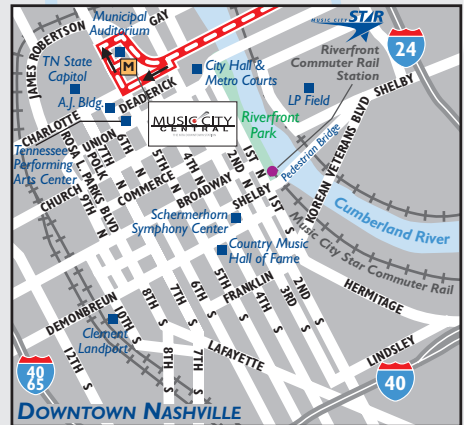 Municipal
Auditorium
GAY
MUSIC CITY
STAR
JAMES ROBERTSON
M
Riverfront
Commuter Rail
Station
24
TN State
Capitol
City Hall &
Metro Courts
SHELBY
A.J. Bldg.
DEADERICK
LP Field
CHARLOTTE
MUSIC CITY
CENTRAL
Riverfront
Park
KOREAN VETERANS BLVD
Pedestrian Bridge
Tennessee
Performing
Arts Center
UNION
ROSA L. PARKS BLVD
POLK
7TH N
6TH N
5TH N
4TH N
2ND N
1ST N
CHURCH
9TH N
COMMERCE
BROADWAY
SHELBY
1ST S
Cumberland River
Schermerhorn
Symphony Center
Music City Star Commuter Rail
Country Music
Hall of Fame
2ND S
3RD S
4TH S
5TH S
6TH S
7TH S
8TH S
FRANKLIN
HERMITAGE
DEMONBREUN
10TH S
Clement
Landport
12TH S
8TH S
7TH S
LAFAYETTE
LINDSLEY
40
65
40
DOWNTOWN NASHVILLE